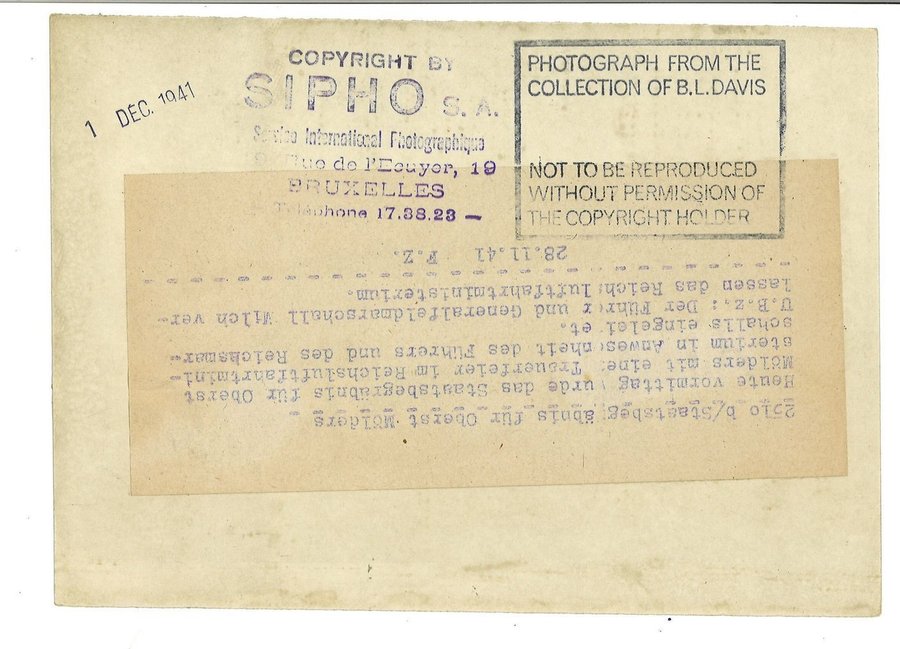 1 DEC. 1941
COPYRIGHT BY
SIPHO S.A.
Service International Photographique
Rue de l'Ecuyer, 19
BRUXELLES
Téléphone 17.38.23 —
PHOTOGRAPH FROM THE
COLLECTION OF B.L.DAVIS
NOT TO BE REPRODUCED
WITHOUT PERMISSION OF
THE COPYRIGHT HOLDER
b/Staatsbegräbnis für Oberst Mölders
Heute vormittag wurde das Staatsbegräbnis für Oberst
Mölders mit einer Trauerfeier im Reichsluftfahrtmini-
sterium in Anwesenheit des Führers und des Reichsmar-
schalls eingeleitet.
U.B.z.: Der Führer und Generalfeldmarschall Milch ver-
lassen das Reichsluftfahrtministerium.
28.11.41 F.Z.